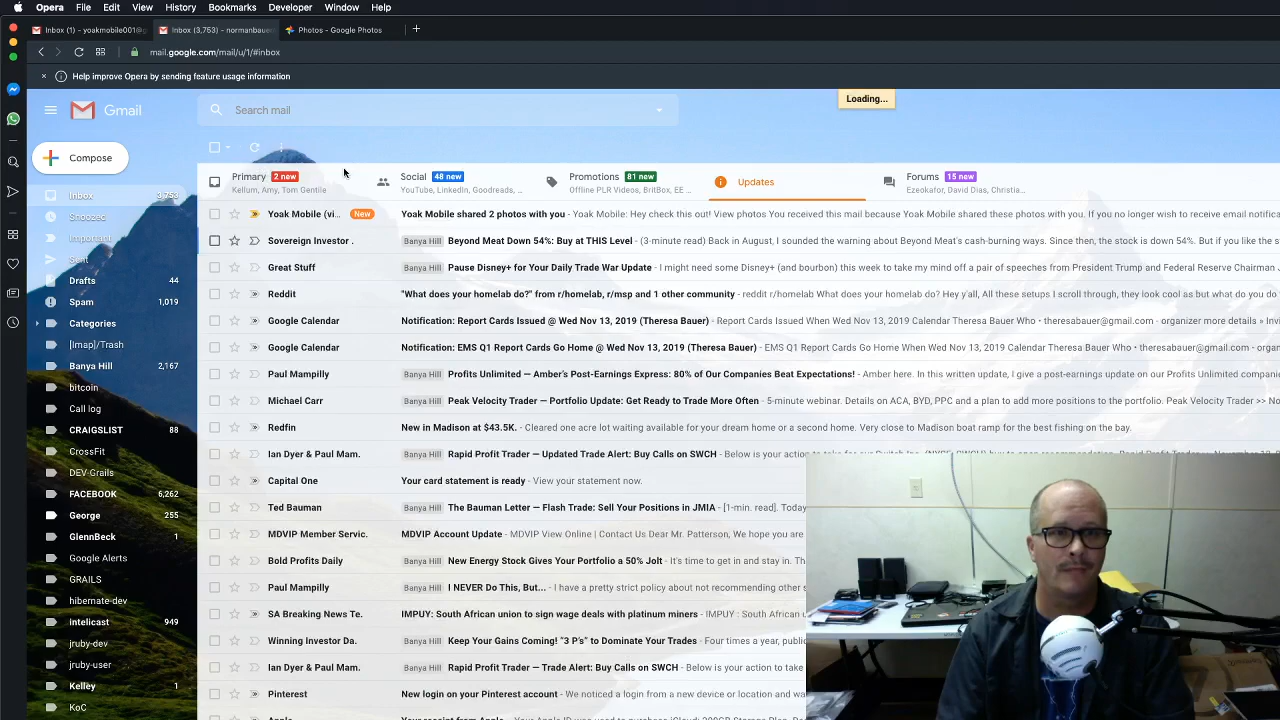 Opera File Edit View History Bookmarks Developer Window Help
Inbox (1) – yoakmobile001@g Inbox (3,753) – normanbaue Photos - Google Photos
mail.google.com/mail/u/1/#inbox
Help improve Opera by sending feature usage information
Gmail Search mail Loading...
Compose
Inbox 3,753
Snoozed
Important
Sent
Drafts 44
Spam 1,019
Categories
[Imap]/Trash
Banya Hill 2,167
bitcoin
Call log
CRAIGSLIST 88
CrossFit
DEV-Grails
FACEBOOK 6,262
George 255
GlennBeck 1
Google Alerts
GRAILS
hibernate-dev
Intelicast 949
jruby-dev
jruby-user
Kelley 1
KoC
Primary 2 new
Kellum, Amy, Tom Gentile
Social 48 new
YouTube, LinkedIn, Goodreads, ...
Promotions 81 new
Offline PLR Videos, BritBox, EE ...
Updates
Forums 15 new
Ezeokafor, David Dias, Christia...
Yoak Mobile (vi... New Yoak Mobile shared 2 photos with you - Yoak Mobile: Hey check this out! View photos You received this mail because Yoak Mobile shared these photos with you. If you no longer wish to receive email notifica
Sovereign Investor . Banya Hill Beyond Meat Down 54%: Buy at THIS Level - (3-minute read) Back in August, I sounded the warning about Beyond Meat's cash-burning ways. Since then, the stock is down 54%. But if you like the s
Great Stuff Banya Hill Pause Disney+ for Your Daily Trade War Update - I might need some Disney+ (and bourbon) this week to take my mind off a pair of speeches from President Trump and Federal Reserve Chairman J
Reddit "What does your homelab do?" from r/homelab, r/msp and 1 other community - reddit r/homelab What does your homelab do? Hey y'all, All these setups I scroll through, they look cool as but what do you do
Google Calendar Notification: Report Cards Issued @ Wed Nov 13, 2019 (Theresa Bauer) - Report Cards Issued When Wed Nov 13, 2019 Calendar Theresa Bauer Who • theresabauer@gmail.com - organizer more details » Invi
Google Calendar Notification: EMS Q1 Report Cards Go Home @ Wed Nov 13, 2019 (Theresa Bauer) - EMS Q1 Report Cards Go Home When Wed Nov 13, 2019 Calendar Theresa Bauer Who • theresabauer@gmail.com - organ
Paul Mampilly Banya Hill Profits Unlimited — Amber's Post-Earnings Express: 80% of Our Companies Beat Expectations! - Amber here. In this written update, I give a post-earnings update on our Profits Unlimited compani
Michael Carr Banya Hill Peak Velocity Trader — Portfolio Update: Get Ready to Trade More Often - 5-minute webinar. Details on ACA, BYD, PPC and a plan to add more positions to the portfolio. Peak Velocity Trader >> No
Redfin New in Madison at $43.5K. - Cleared one acre lot waiting available for your dream home or a second home. Very close to Madison boat ramp for the best fishing on the bay.
Ian Dyer & Paul Mam. Banya Hill Rapid Profit Trader — Updated Trade Alert: Buy Calls on SWCH - Below is your action
Capital One Your card statement is ready - View your statement now.
Ted Bauman Banya Hill The Bauman Letter — Flash Trade: Sell Your Positions in JMIA - [1-min. read]. Today
MDVIP Member Servic. MDVIP Account Update - MDVIP View Online | Contact Us Dear Mr. Patterson, We hope you are
Bold Profits Daily Banya Hill New Energy Stock Gives Your Portfolio a 50% Jolt - It's time to get in and stay in. Th
Paul Mampilly Banya Hill I NEVER Do This, But... - I have a pretty strict policy about not recommending other
SA Breaking News Te. IMPUY: South African union to sign wage deals with platinum miners - IMPUY : South African u
Winning Investor Da. Banya Hill Keep Your Gains Coming! "3 P's" to Dominate Your Trades - Four times a year, public
Ian Dyer & Paul Mam. Banya Hill Rapid Profit Trader — Trade Alert: Buy Calls on SWCH - Below is your action to take
Pinterest New login on your Pinterest account - We noticed a login from a new device or location and wa